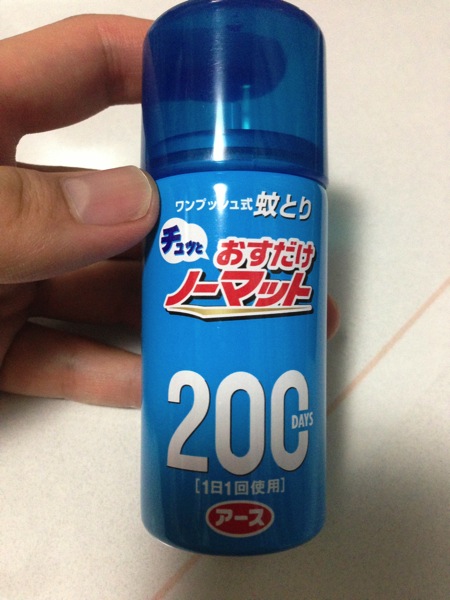 ワンプッシュ式 蚊とり
チュッと
おすだけ
ノーマット
200
DAYS
[1日1回使用]
アース